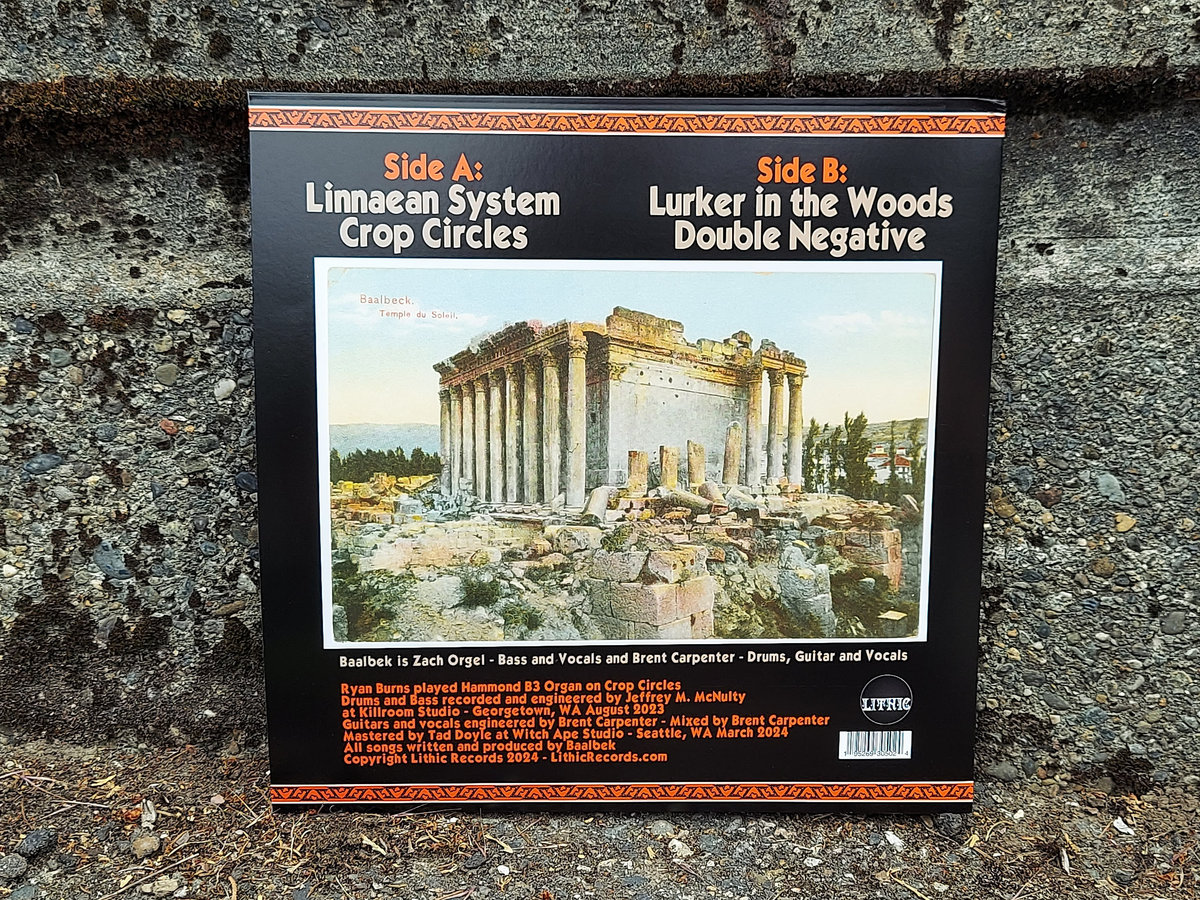 Side A:
Linnaean System
Crop Circles
Side B:
Lurker in the Woods
Double Negative
Baalbeck.
Temple du Soleil.
Baalbek is Zach Orgel - Bass and Vocals and Brent Carpenter - Drums, Guitar and Vocals
Ryan Burns played Hammond B3 Organ on Crop Circles
Drums and Bass recorded and engineered by Jeffrey M. McNulty
at Killroom Studio - Georgetown, WA August 2023
Guitars and vocals engineered by Brent Carpenter - Mixed by Brent Carpenter
Mastered by Tad Doyle at Witch Ape Studio - Seattle, WA March 2024
All songs written and produced by Baalbek
Copyright Lithic Records 2024 - LithicRecords.com
LITHIC
1 95269 30502 4